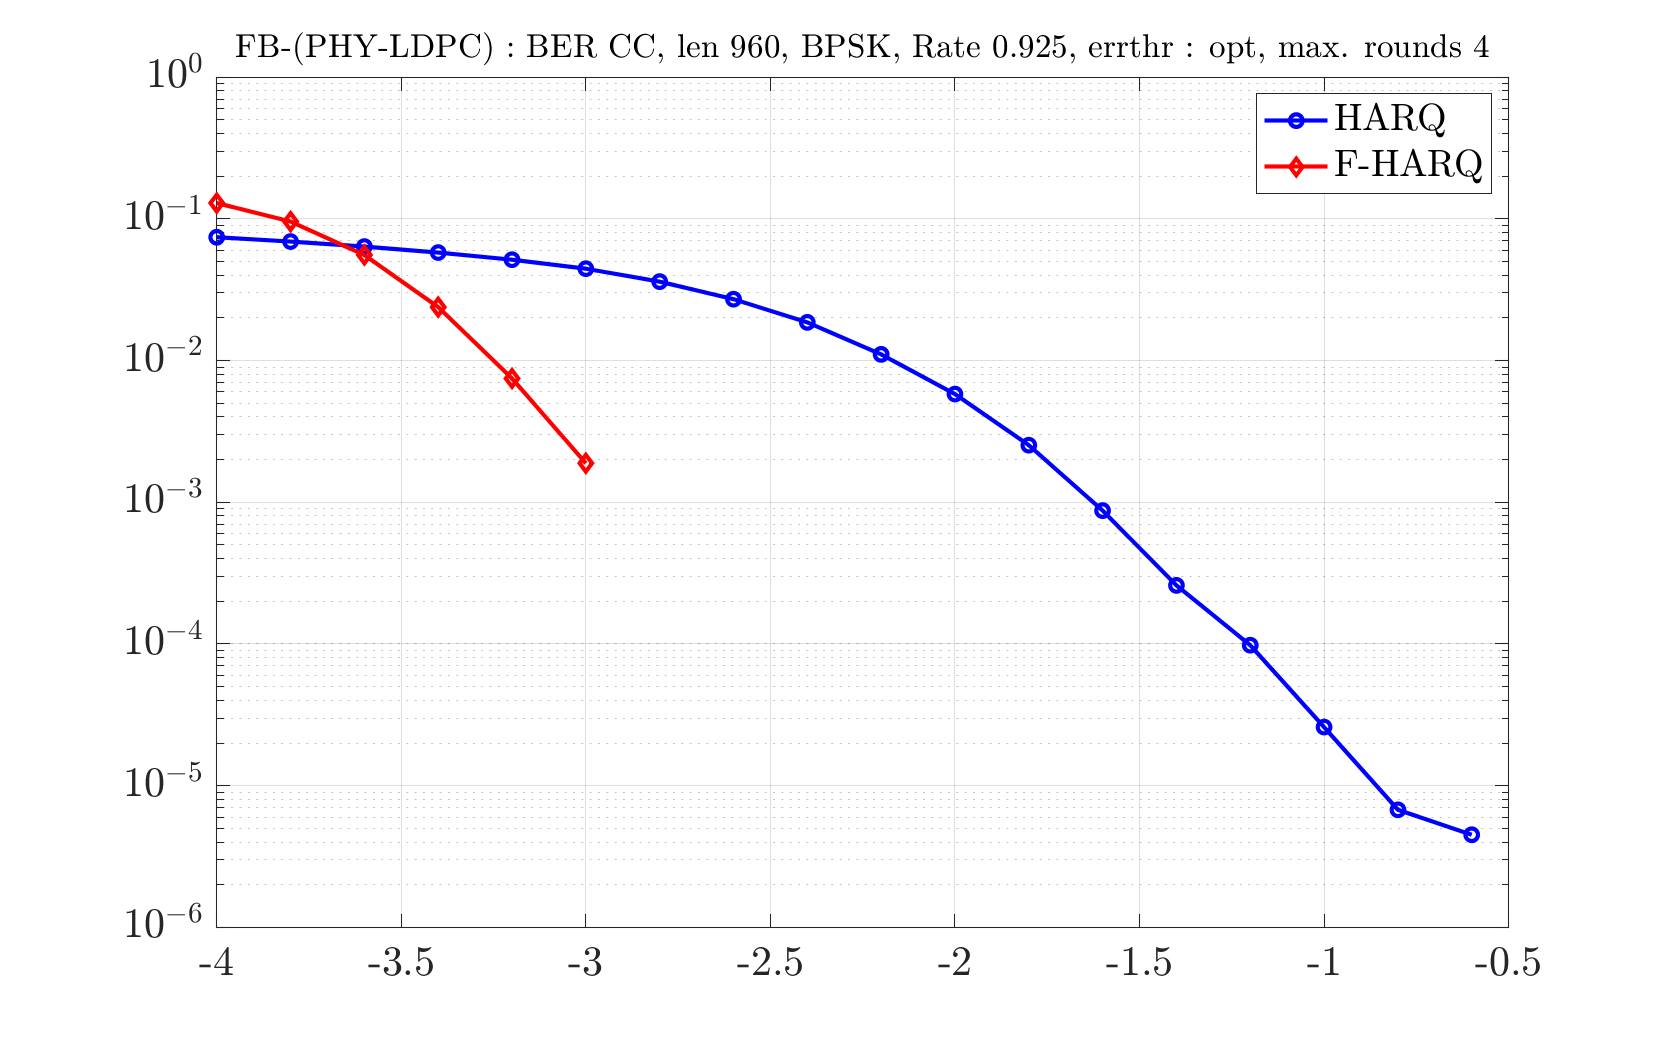 FB-(PHY-LDPC) : BER CC, len 960, BPSK, Rate 0.925, errthr : opt, max. rounds 4
HARQ
F-HARQ
10^0
10^−1
10^−2
10^−3
10^−4
10^−5
10^−6
-4 -3.5 -3 -2.5 -2 -1.5 -1 -0.5